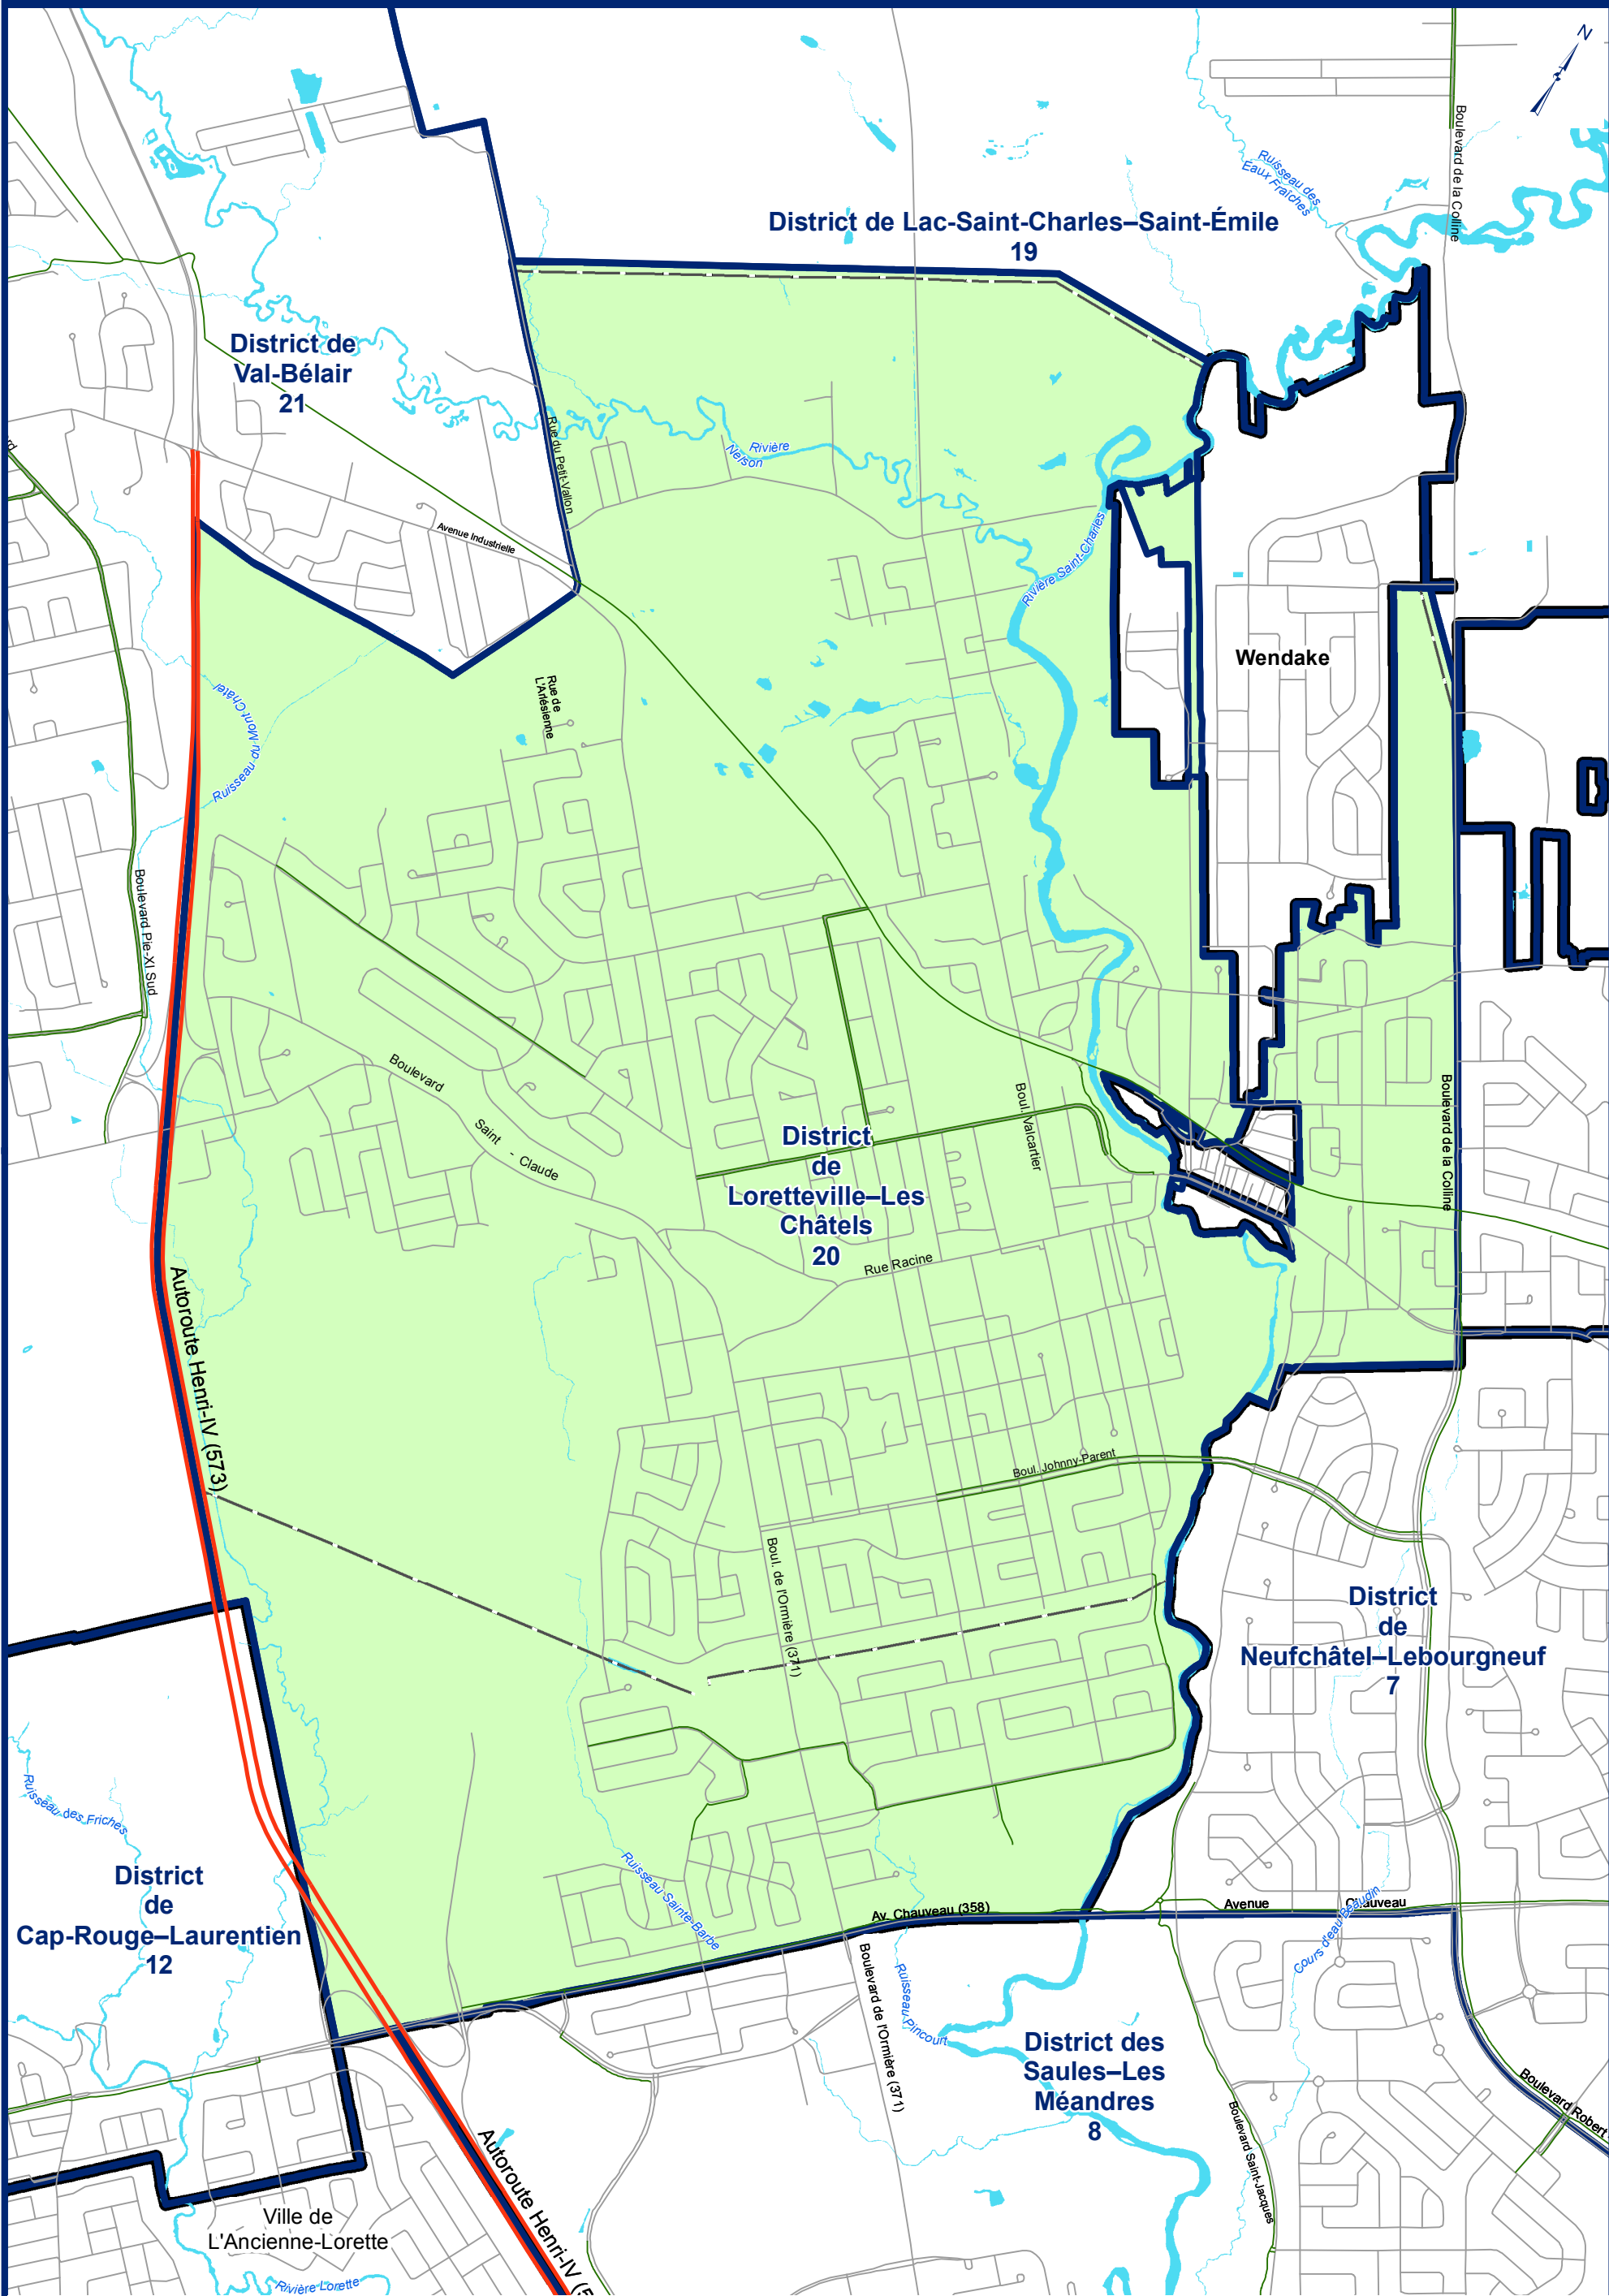 N
Boulevard de la Colline
Ruisseau des
Eaux Fraîches
District de Lac-Saint-Charles–Saint-Émile
19
District de
Val-Bélair
21
Rue du Petit-Vallon
Rivière
Nelson
Avenue Industrielle
Rivière Saint-Charles
Wendake
Rue de
L'Arlésienne
Ruisseau du Mont Châtel
Boulevard Pie-XI Sud
Boulevard
Saint
- Claude
Boul. Valcartier
Boulevard de la Colline
District
de
Loretteville–Les
Châtels
20
Rue Racine
Autoroute Henri-IV (573)
Boul. Johnny-Parent
Boul. de l'Ormière (371)
District
de
Neufchâtel–Lebourgneuf
7
Ruisseau des Friches
District
de
Cap-Rouge–Laurentien
12
Ruisseau Sainte-Barbe
Av. Chauveau (358)
Avenue
Chauveau
Cours d'eau Beaudin
Boulevard de l'Ormière (371)
Ruisseau Pincourt
District des
Saules–Les
Méandres
8
Boulevard Robert
Boulevard Saint-Jacques
Autoroute Henri-IV (5
Ville de
L'Ancienne-Lorette
Rivière Lorette